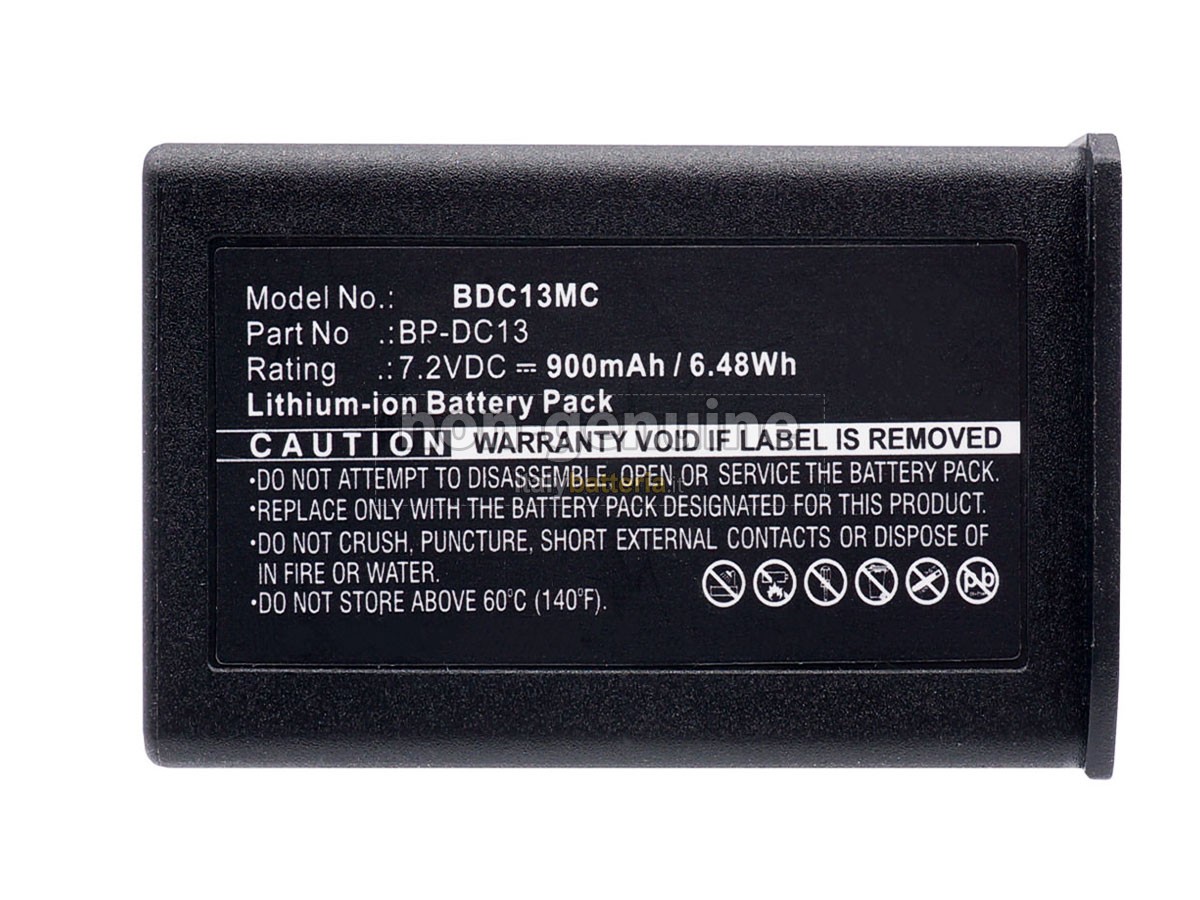 Model No.: BDC13MC
Part No .:BP-DC13
Rating .:7.2VDC ⎓ 900mAh / 6.48Wh
Lithium-ion Battery Pack
non-genuine
CAUTION WARRANTY VOID IF LABEL IS REMOVED
•DO NOT ATTEMPT TO DISASSEMBLE, OPEN OR SERVICE THE BATTERY PACK.
italybatteria.it
•REPLACE ONLY WITH THE BATTERY PACK DESIGNATED FOR THIS PRODUCT.
•DO NOT CRUSH, PUNCTURE, SHORT EXTERNAL CONTACTS OR DISPOSE OF
IN FIRE OR WATER.
•DO NOT STORE ABOVE 60°C (140°F).
Pb